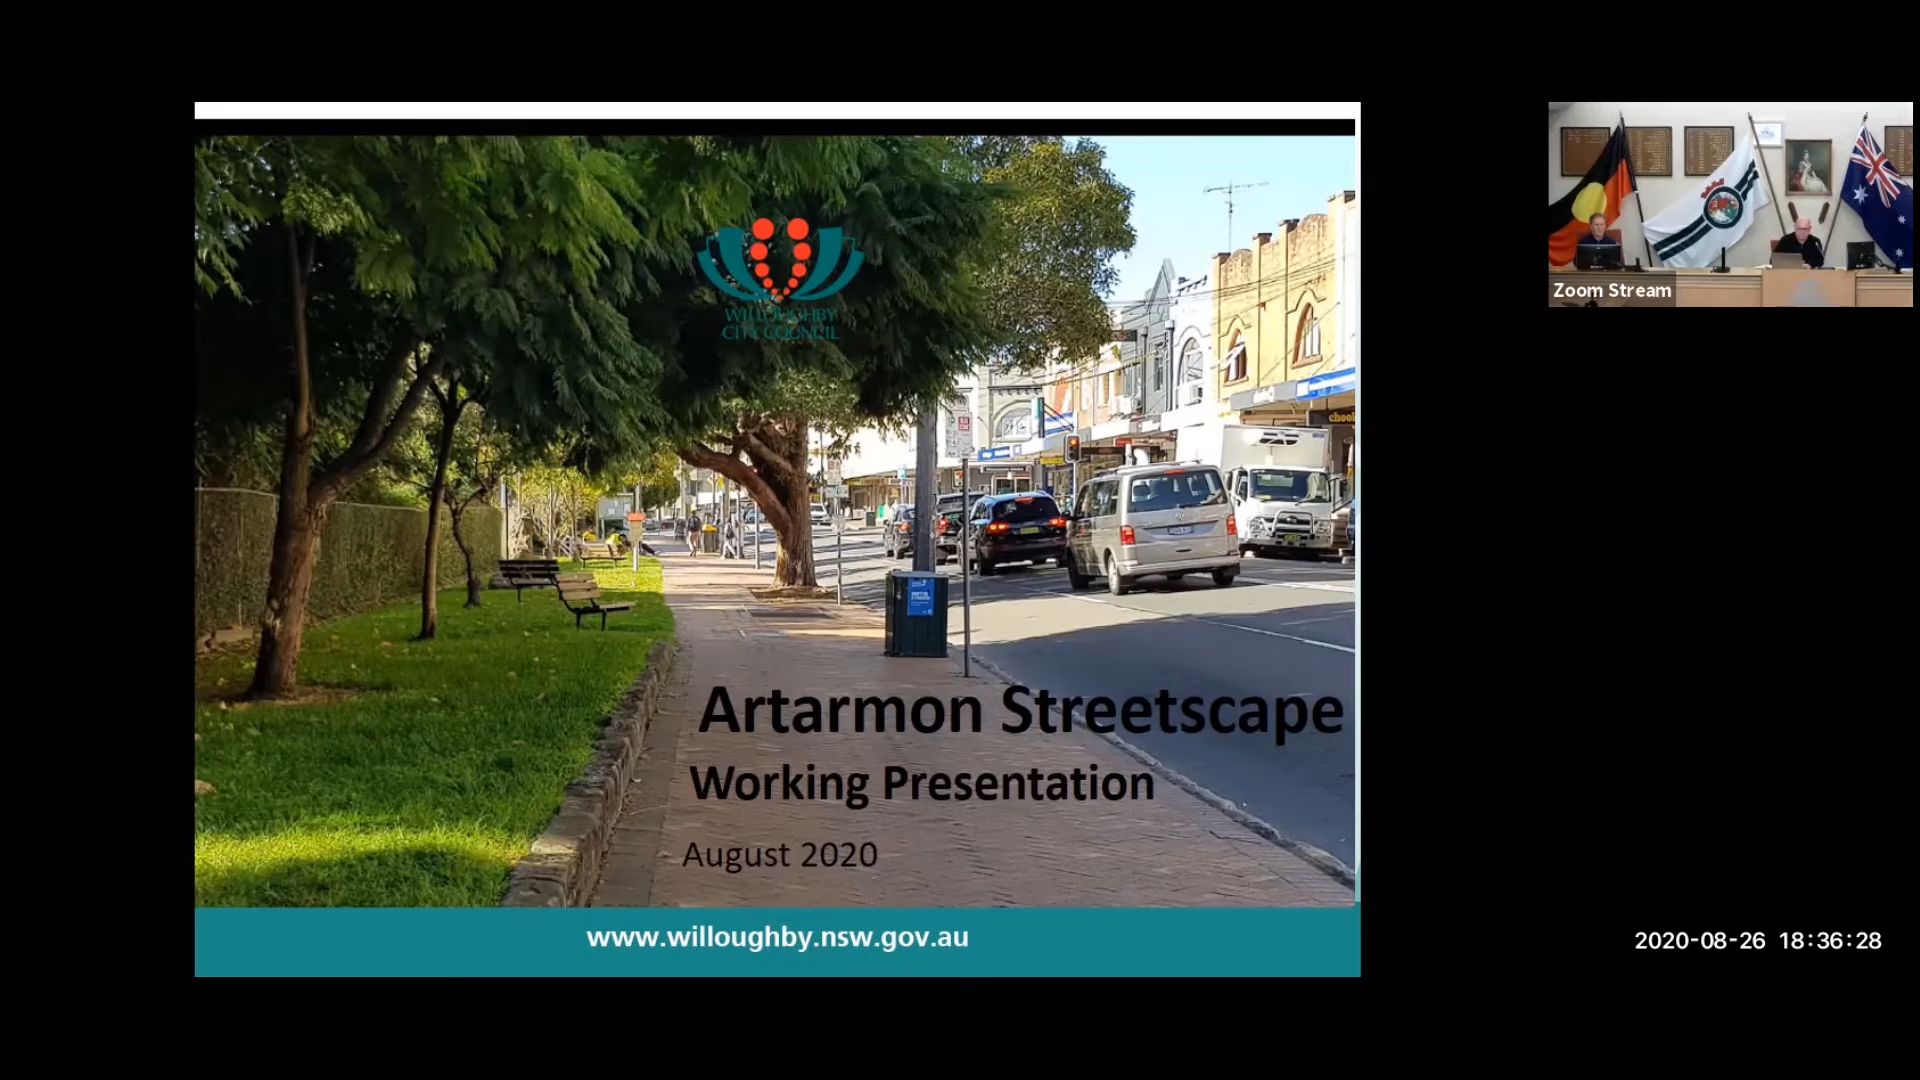 WILLOUGHBY
CITY COUNCIL
Artarmon Streetscape
Working Presentation
August 2020
www.willoughby.nsw.gov.au
Zoom Stream
2020-08-26 18:36:28